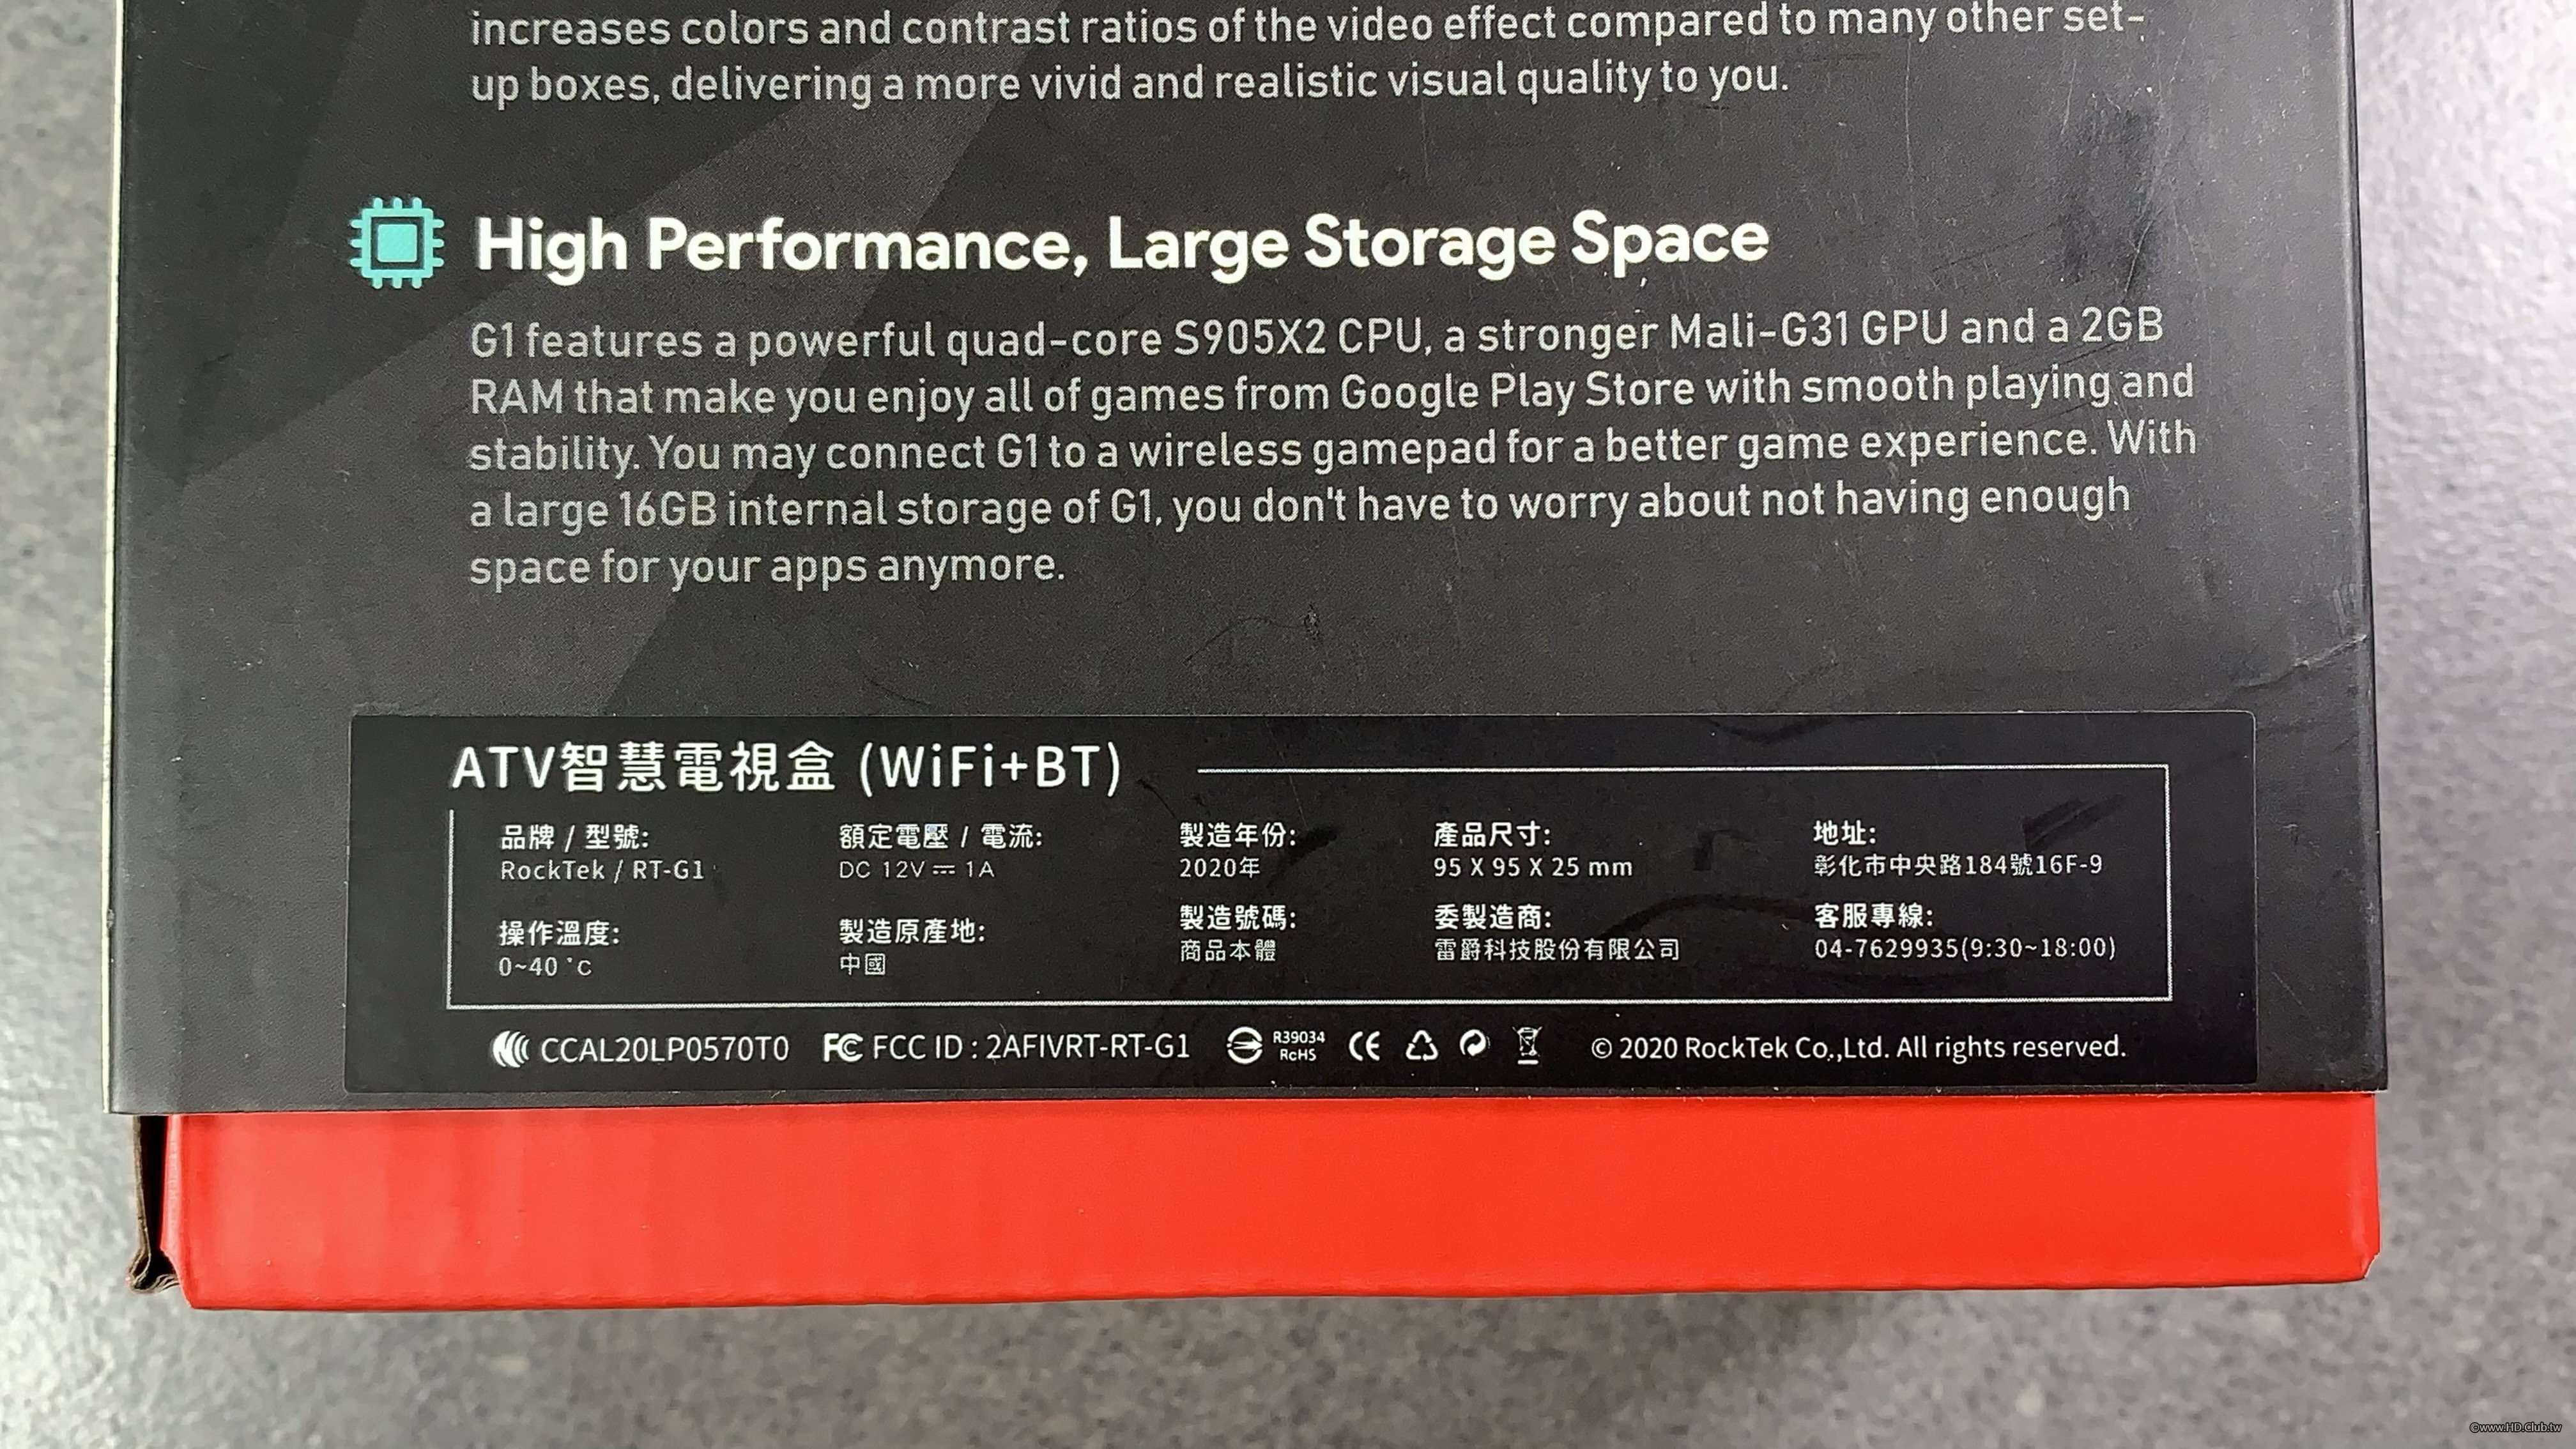 increases colors and contrast ratios of the video effect compared to many other set-
up boxes, delivering a more vivid and realistic visual quality to you.
High Performance, Large Storage Space
G1 features a powerful quad-core S905X2 CPU, a stronger Mali-G31 GPU and a 2GB
RAM that make you enjoy all of games from Google Play Store with smooth playing and
stability. You may connect G1 to a wireless gamepad for a better game experience. With
a large 16GB internal storage of G1, you don't have to worry about not having enough
space for your apps anymore.
ATV智慧電視盒 (WiFi+BT)
品牌 / 型號:
RockTek / RT-G1
額定電壓 / 電流:
DC 12V ⎓ 1A
製造年份:
2020年
產品尺寸:
95 X 95 X 25 mm
地址:
彰化市中央路184號16F-9
操作溫度:
0~40˚c
製造原產地:
中國
製造號碼:
商品本體
委製造商:
雷爵科技股份有限公司
客服專線:
04-7629935(9:30~18:00)
CCAL20LP0570T0
FC FCC ID : 2AFIVRT-RT-G1
R39034
RoHS
CE
© 2020 RockTek Co.,Ltd. All rights reserved.
©www.HD.Club.tw